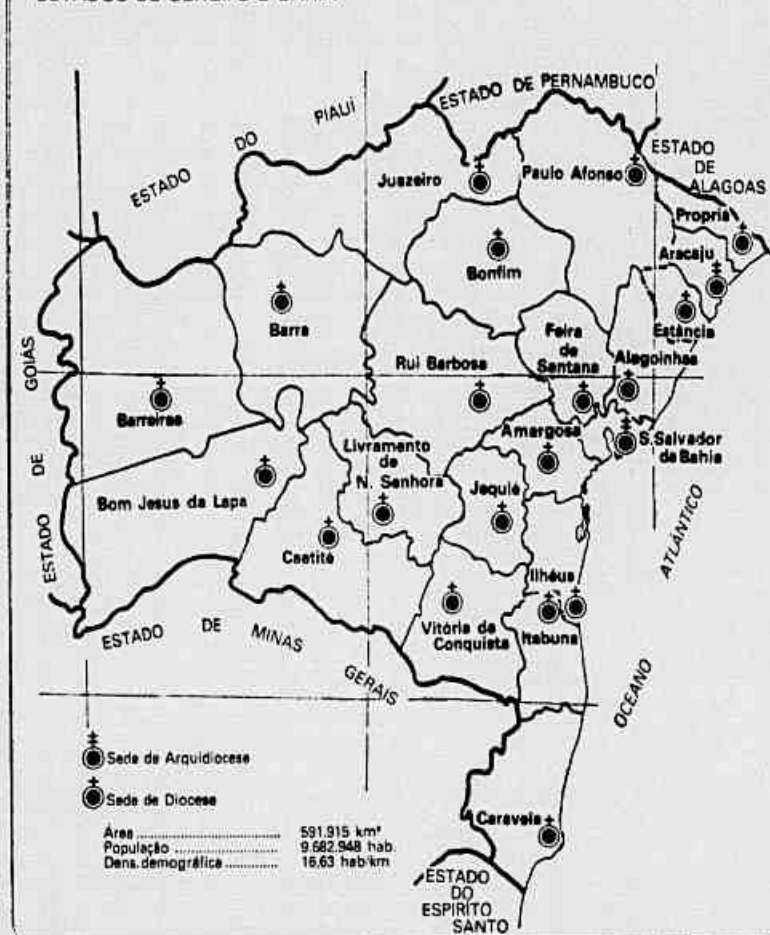 ESTADO DE PERNAMBUCO
ESTADO DO PIAUÍ
ESTADO
DE
ALAGOAS
Juazeiro
Paulo Afonso
Propriá
Aracaju
Bonfim
Estância
Barra
Feira
de
Santana
Alagoinhas
Rui Barbosa
ESTADO DE GOIÁS
Barreiras
Amargosa
S. Salvador
da Bahia
Livramento
de
N. Senhora
Bom Jesus da Lapa
Jequié
Caetité
OCEANO ATLÂNTICO
Ilhéus
Itabuna
Vitória da
Conquista
ESTADO DE MINAS GERAIS
Sede de Arquidiocese
Sede de Diocese
Caravela
Área .................... 591.915 km²
População .................... 9.682.948 hab.
Dens. demográfica .................... 16,63 hab/km
ESTADO
DO
ESPÍRITO
SANTO